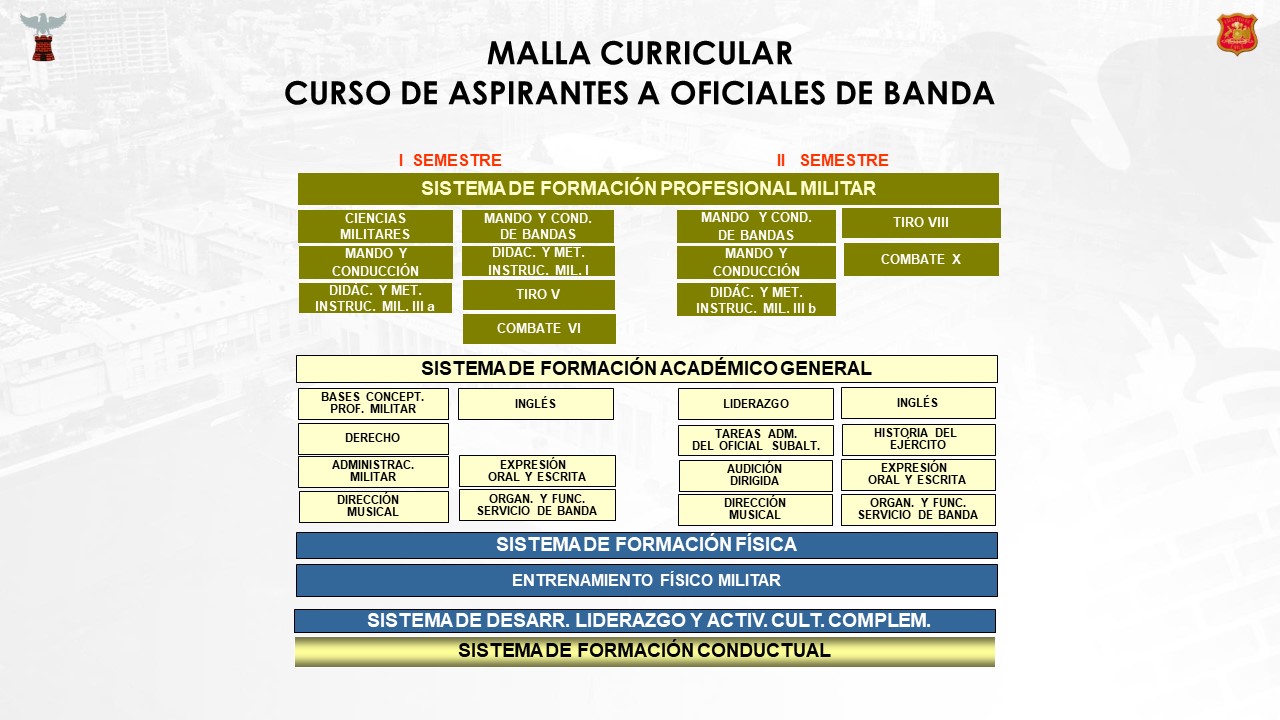 MALLA CURRICULAR
CURSO DE ASPIRANTES A OFICIALES DE BANDA
I SEMESTRE
II SEMESTRE
SISTEMA DE FORMACIÓN PROFESIONAL MILITAR
CIENCIAS
MILITARES
MANDO Y COND.
DE BANDAS
MANDO Y COND.
DE BANDAS
TIRO VIII
MANDO Y
CONDUCCIÓN
DIDAC. Y MET.
INSTRUC. MIL. I
MANDO Y
CONDUCCIÓN
COMBATE X
DIDÁC. Y MET.
INSTRUC. MIL. III a
TIRO V
DIDÁC. Y MET.
INSTRUC. MIL. III b
COMBATE VI
SISTEMA DE FORMACIÓN ACADÉMICO GENERAL
BASES CONCEPT.
PROF. MILITAR
INGLÉS
LIDERAZGO
INGLÉS
DERECHO
TAREAS ADM.
DEL OFICIAL SUBALT.
HISTORIA DEL
EJÉRCITO
ADMINISTRAC.
MILITAR
EXPRESIÓN
ORAL Y ESCRITA
AUDICIÓN
DIRIGIDA
EXPRESIÓN
ORAL Y ESCRITA
DIRECCIÓN
MUSICAL
ORGAN. Y FUNC.
SERVICIO DE BANDA
DIRECCIÓN
MUSICAL
ORGAN. Y FUNC.
SERVICIO DE BANDA
SISTEMA DE FORMACIÓN FÍSICA
ENTRENAMIENTO FÍSICO MILITAR
SISTEMA DE DESARR. LIDERAZGO Y ACTIV. CULT. COMPLEM.
SISTEMA DE FORMACIÓN CONDUCTUAL